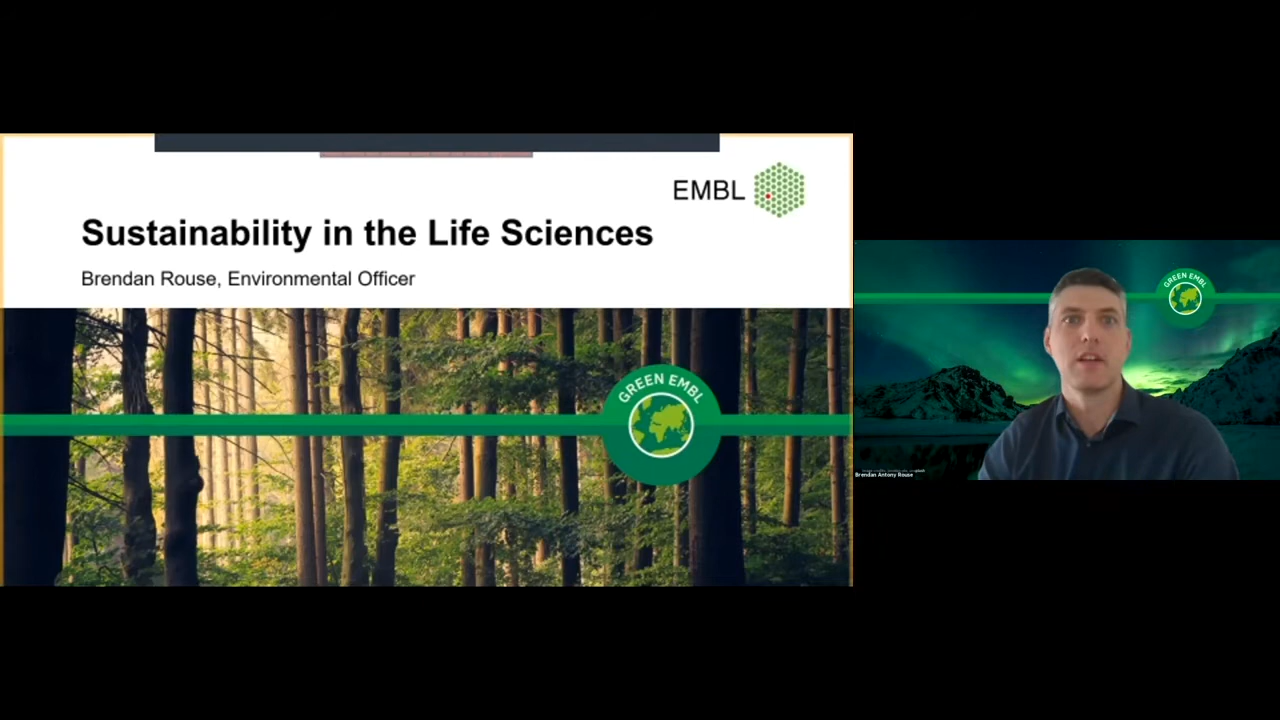 EMBL
Sustainability in the Life Sciences
Brendan Rouse, Environmental Officer
GREEN EMBL
GREEN EMBL
Brendan Antony Rouse